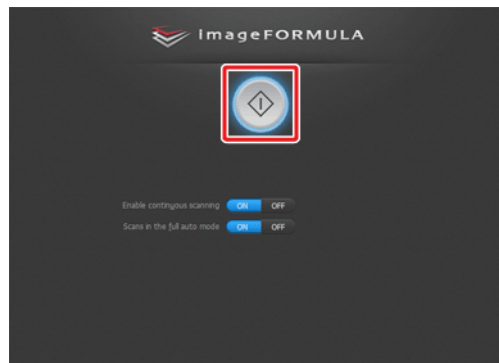 imageFORMULA
Enable continuous scanning ON OFF
Scans in the full auto mode ON OFF